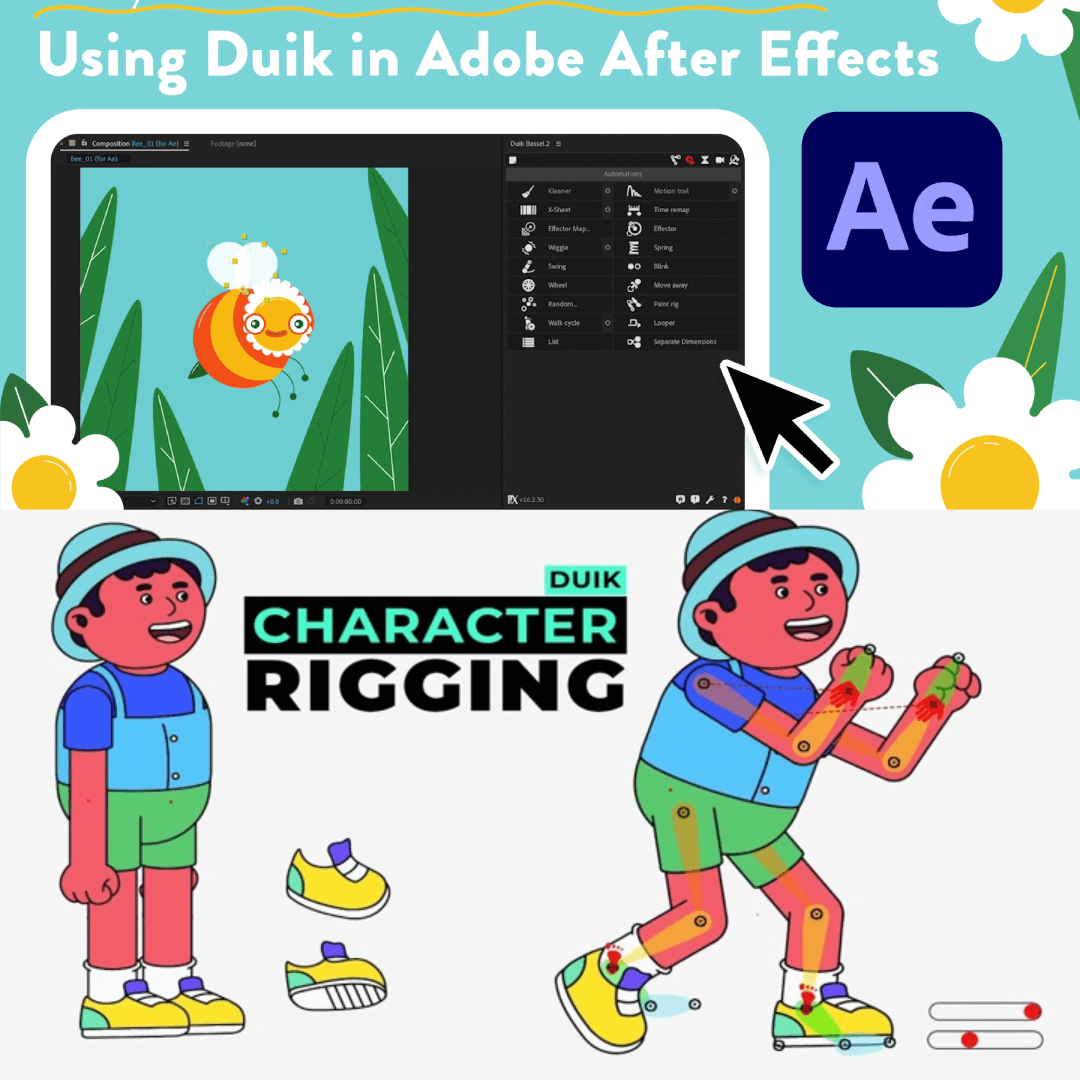 Using Duik in Adobe After Effects
Composition Bee_01 (for Ae)
Footage (none)
Bee_01 (for Ae)
Duik Bassel.2
Automations
Kleaner
Motion trail
X-Sheet
Time remap
Effector Map..
Effector
Wiggle
Spring
Swing
Blink
Wheel
Move away
Random...
Paint rig
Walk cycle
Looper
List
Separate Dimensions
+0.0
0:00:00:00
v16.2.30
?
Ae
DUIK
CHARACTER
RIGGING